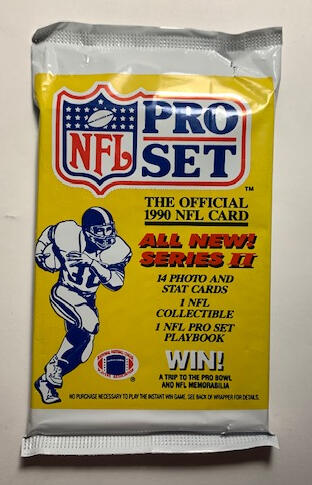 NFL
PRO
SET
™
THE OFFICIAL
1990 NFL CARD
ALL NEW!
SERIES II
14 PHOTO AND
STAT CARDS
1 NFL
COLLECTIBLE
1 NFL PRO SET
PLAYBOOK
WIN!
A TRIP TO THE PRO BOWL
AND NFL MEMORABILIA
30
®
NO PURCHASE NECESSARY TO PLAY THE INSTANT WIN GAME. SEE BACK OF WRAPPER FOR DETAILS.